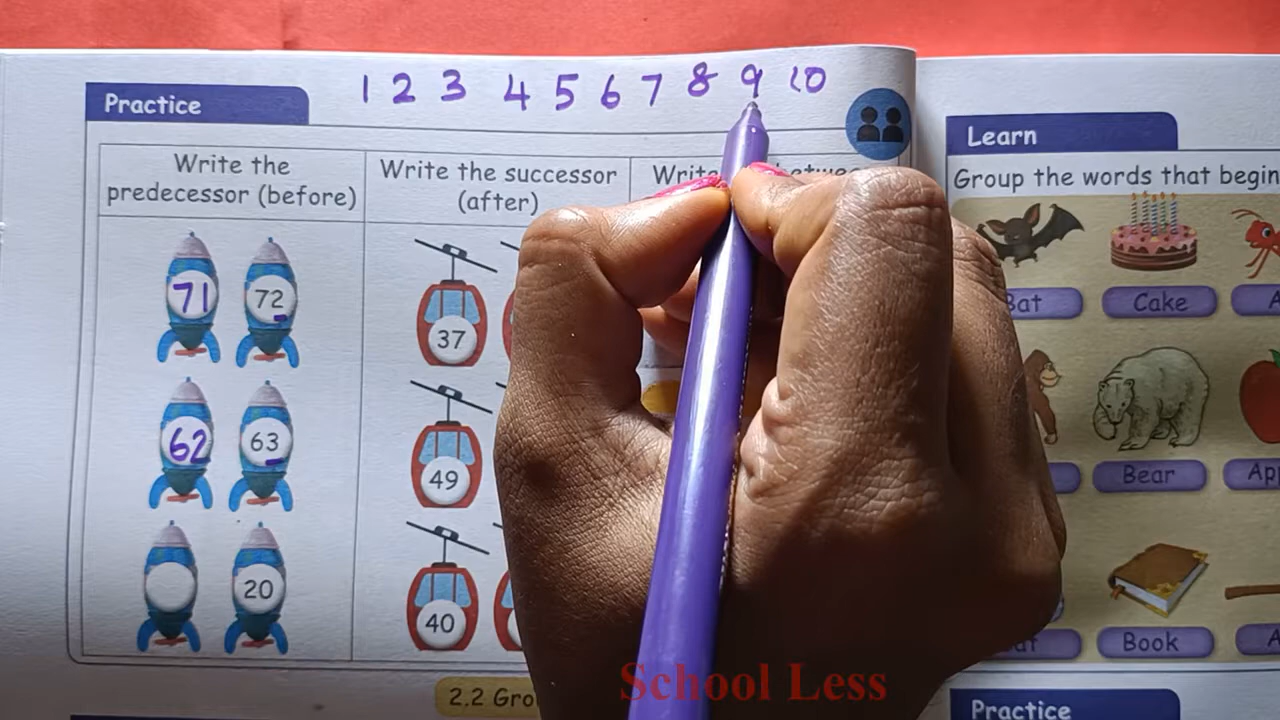 1 2 3 4 5 6 7 8 9 10
Practice
Write the predecessor (before)
Write the successor (after)
71 72
62 63
20
37
49
40
2.2
Learn
Group the words that begin
Bat
Cake
Bear
Book
Practice
School Less